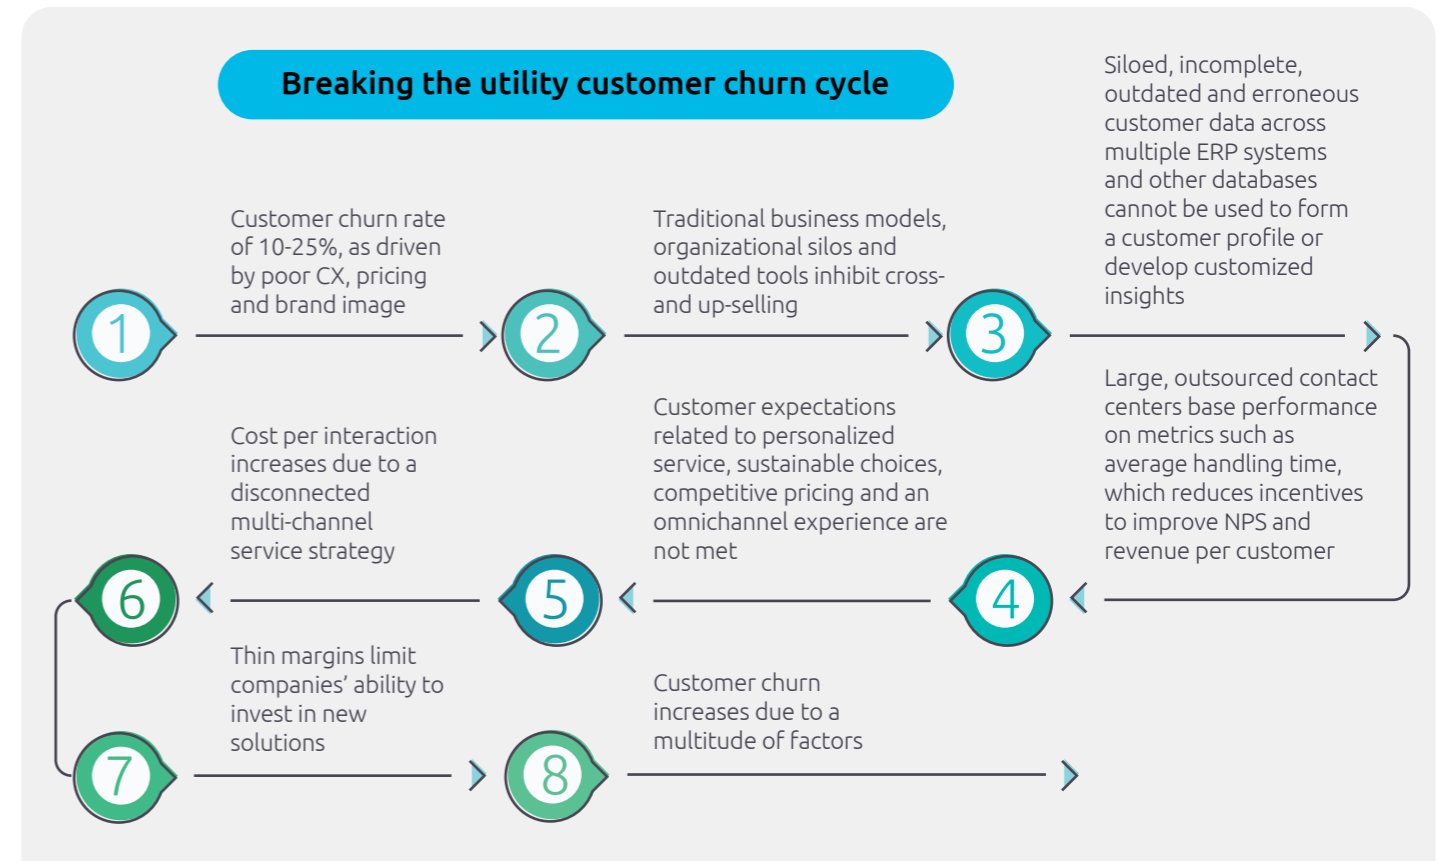 Breaking the utility customer churn cycle
1
Customer churn rate
of 10-25%, as driven
by poor CX, pricing
and brand image
2
Traditional business models,
organizational silos and
outdated tools inhibit cross-
and up-selling
3
Siloed, incomplete,
outdated and erroneous
customer data across
multiple ERP systems
and other databases
cannot be used to form
a customer profile or
develop customized
insights
4
Large, outsourced contact
centers base performance
on metrics such as
average handling time,
which reduces incentives
to improve NPS and
revenue per customer
5
Customer expectations
related to personalized
service, sustainable choices,
competitive pricing and an
omnichannel experience are
not met
6
Cost per interaction
increases due to a
disconnected
multi-channel
service strategy
7
Thin margins limit
companies’ ability to
invest in new
solutions
8
Customer churn
increases due to a
multitude of factors